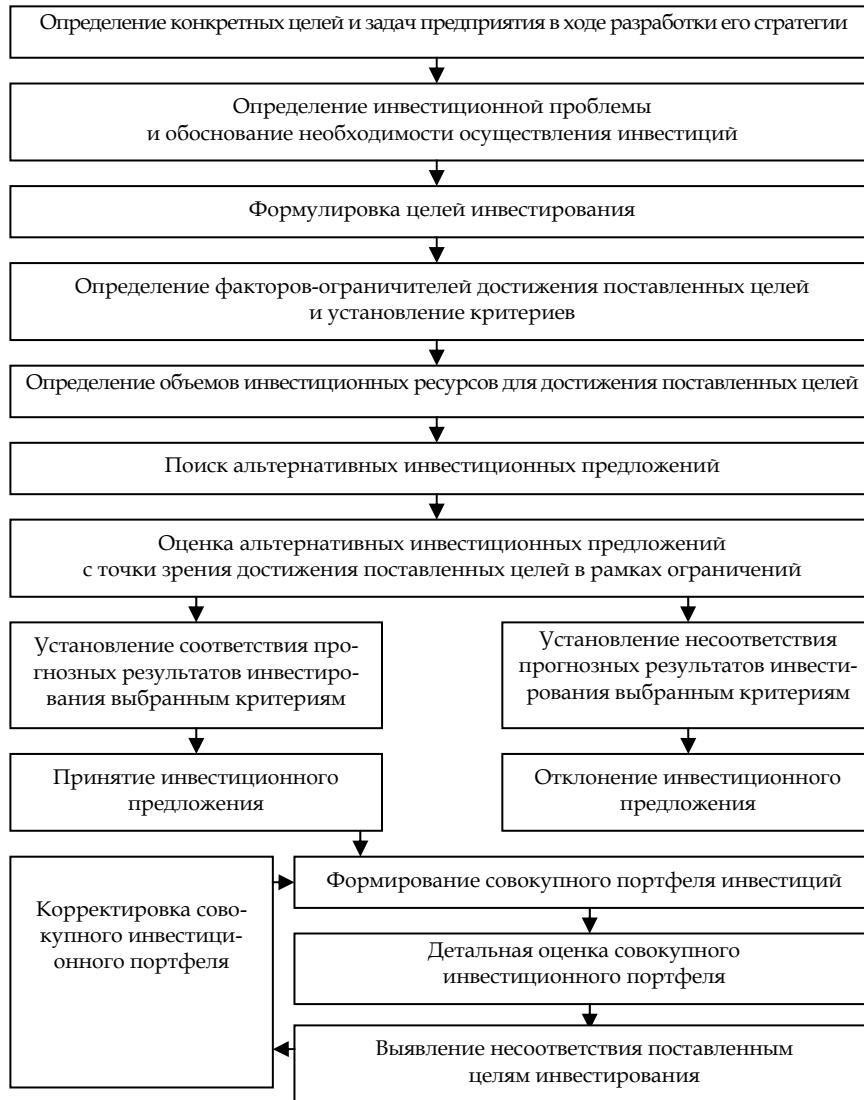 Определение конкретных целей и задач предприятия в ходе разработки его стратегии
Определение инвестиционной проблемы
и обоснование необходимости осуществления инвестиций
Формулировка целей инвестирования
Определение факторов-ограничителей достижения поставленных целей
и установление критериев
Определение объемов инвестиционных ресурсов для достижения поставленных целей
Поиск альтернативных инвестиционных предложений
Оценка альтернативных инвестиционных предложений
с точки зрения достижения поставленных целей в рамках ограничений
Установление соответствия про-
гнозных результатов инвестиро-
вания выбранным критериям
Установление несоответствия
прогнозных результатов инвести-
рования выбранным критериям
Принятие инвестиционного
предложения
Отклонение инвестиционного
предложения
Формирование совокупного портфеля инвестиций
Корректировка сово-
купного инвестици-
онного портфеля
Детальная оценка совокупного
инвестиционного портфеля
Выявление несоответствия поставленным
целям инвестирования